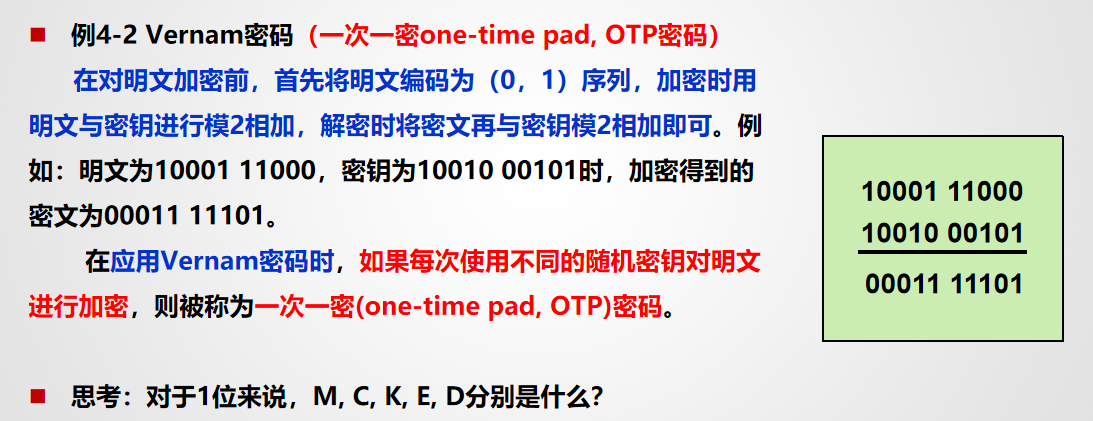 例4-2 Vernam密码（一次一密one-time pad, OTP密码）
在对明文加密前，首先将明文编码为（0，1）序列，加密时用
明文与密钥进行模2相加，解密时将密文再与密钥模2相加即可。例
如：明文为10001 11000，密钥为10010 00101时，加密得到的
密文为00011 11101。
在应用Vernam密码时，如果每次使用不同的随机密钥对明文
进行加密，则被称为一次一密(one-time pad, OTP)密码。
思考：对于1位来说，M, C, K, E, D分别是什么？
10001 11000
10010 00101
00011 11101